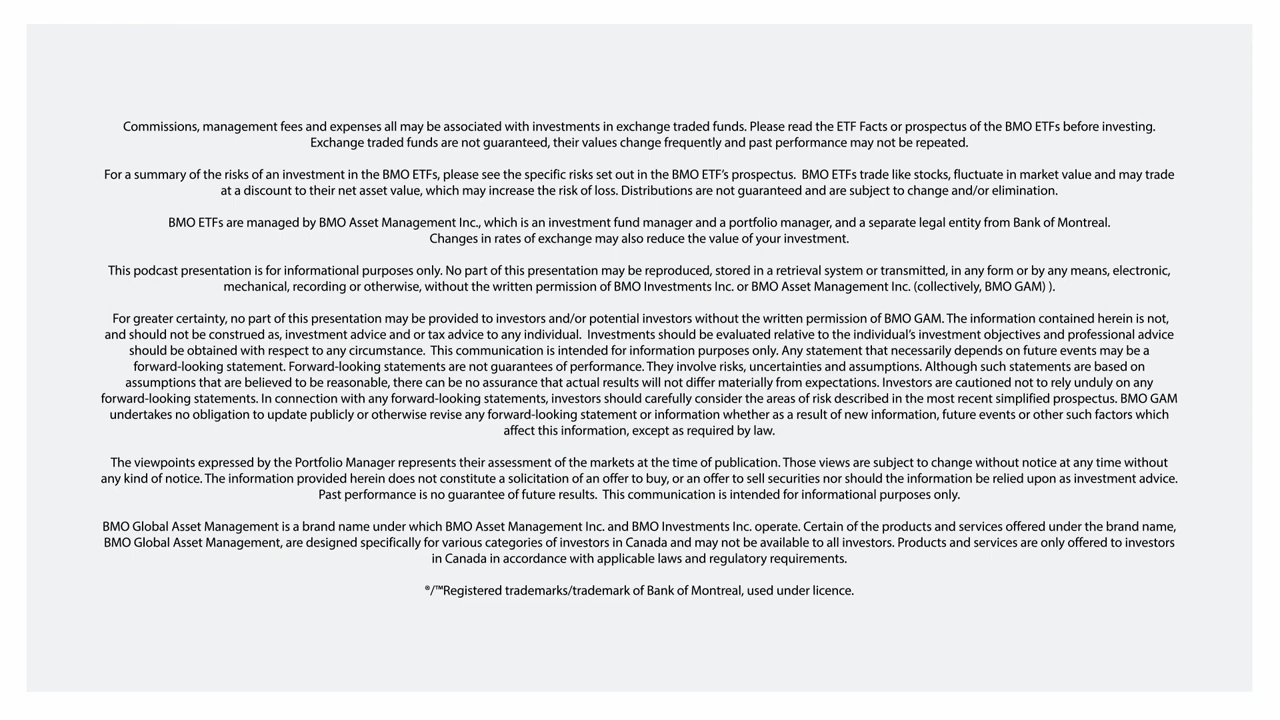 Commissions, management fees and expenses all may be associated with investments in exchange traded funds. Please read the ETF Facts or prospectus of the BMO ETFs before investing.
Exchange traded funds are not guaranteed, their values change frequently and past performance may not be repeated.
For a summary of the risks of an investment in the BMO ETFs, please see the specific risks set out in the BMO ETF's prospectus. BMO ETFs trade like stocks, fluctuate in market value and may trade
at a discount to their net asset value, which may increase the risk of loss. Distributions are not guaranteed and are subject to change and/or elimination.
BMO ETFs are managed by BMO Asset Management Inc., which is an investment fund manager and a portfolio manager, and a separate legal entity from Bank of Montreal.
Changes in rates of exchange may also reduce the value of your investment.
This podcast presentation is for informational purposes only. No part of this presentation may be reproduced, stored in a retrieval system or transmitted, in any form or by any means, electronic,
mechanical, recording or otherwise, without the written permission of BMO Investments Inc. or BMO Asset Management Inc. (collectively, BMO GAM) ).
For greater certainty, no part of this presentation may be provided to investors and/or potential investors without the written permission of BMO GAM. The information contained herein is not,
and should not be construed as, investment advice and or tax advice to any individual. Investments should be evaluated relative to the individual's investment objectives and professional advice
should be obtained with respect to any circumstance. This communication is intended for information purposes only. Any statement that necessarily depends on future events may be a
forward-looking statement. Forward-looking statements are not guarantees of performance. They involve risks, uncertainties and assumptions. Although such statements are based on
assumptions that are believed to be reasonable, there can be no assurance that actual results will not differ materially from expectations. Investors are cautioned not to rely unduly on any
forward-looking statements. In connection with any forward-looking statements, investors should carefully consider the areas of risk described in the most recent simplified prospectus. BMO GAM
undertakes no obligation to update publicly or otherwise revise any forward-looking statement or information whether as a result of new information, future events or other such factors which
affect this information, except as required by law.
The viewpoints expressed by the Portfolio Manager represents their assessment of the markets at the time of publication. Those views are subject to change without notice at any time without
any kind of notice. The information provided herein does not constitute a solicitation of an offer to buy, or an offer to sell securities nor should the information be relied upon as investment advice.
Past performance is no guarantee of future results. This communication is intended for informational purposes only.
BMO Global Asset Management is a brand name under which BMO Asset Management Inc. and BMO Investments Inc. operate. Certain of the products and services offered under the brand name,
BMO Global Asset Management, are designed specifically for various categories of investors in Canada and may not be available to all investors. Products and services are only offered to investors
in Canada in accordance with applicable laws and regulatory requirements.
®/™Registered trademarks/trademark of Bank of Montreal, used under licence.